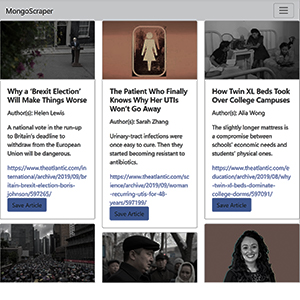 MongoScraper
Why a 'Brexit Election'
Will Make Things Worse
Author(s): Helen Lewis
A national vote in the run-up
to Britain's deadline to
withdraw from the European
Union will be dangerous.
https://www.theatlantic.com/i
nternational/archive/2019/09/br
itain-brexit-election-boris-
johnson/597265/
Save Article
The Patient Who Finally
Knows Why Her UTIs
Won't Go Away
Author(s): Sarah Zhang
Urinary-tract infections were
once easy to cure. Then they
started becoming resistant to
antibiotics.
https://www.theatlantic.com/s
cience/archive/2019/09/woman
-recurring-utis-for-48-
years/597199/
Save Article
How Twin XL Beds Took
Over College Campuses
Author(s): Alia Wong
The slightly longer mattress is a
compromise between
schools' economic needs and
students' physical ones.
https://www.theatlantic.com/e
ducation/archive/2019/08/why
-twin-xl-beds-dominate-
college-dorms/597091/
Save Article